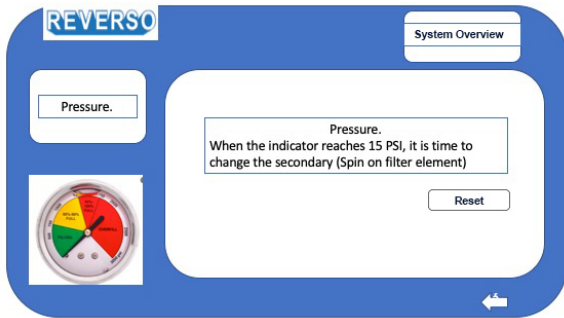 REVERSO
System Overview
Pressure.
Pressure.
When the indicator reaches 15 PSI, it is time to
change the secondary (Spin on filter element)
Reset